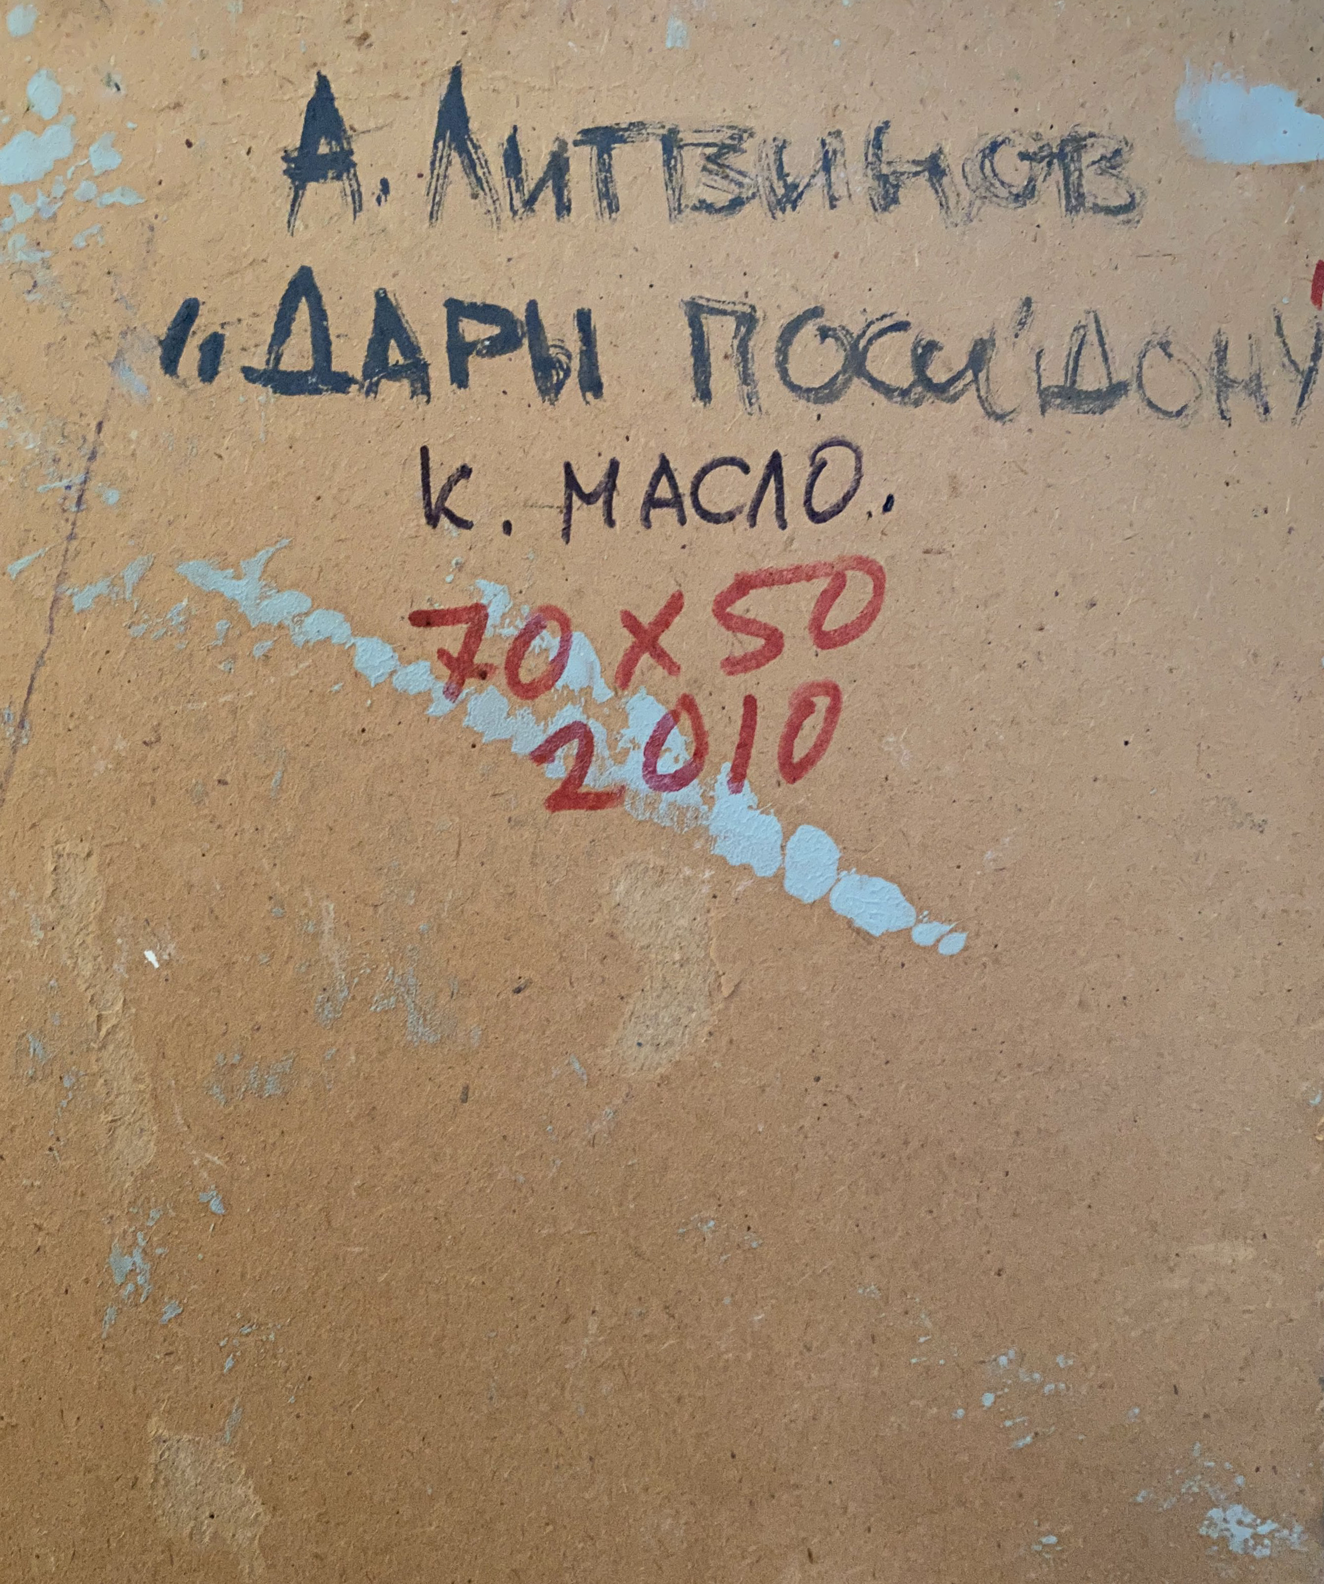 А. Литвинов
"Дары Посейдону
к. масло.
70 х 50
2010